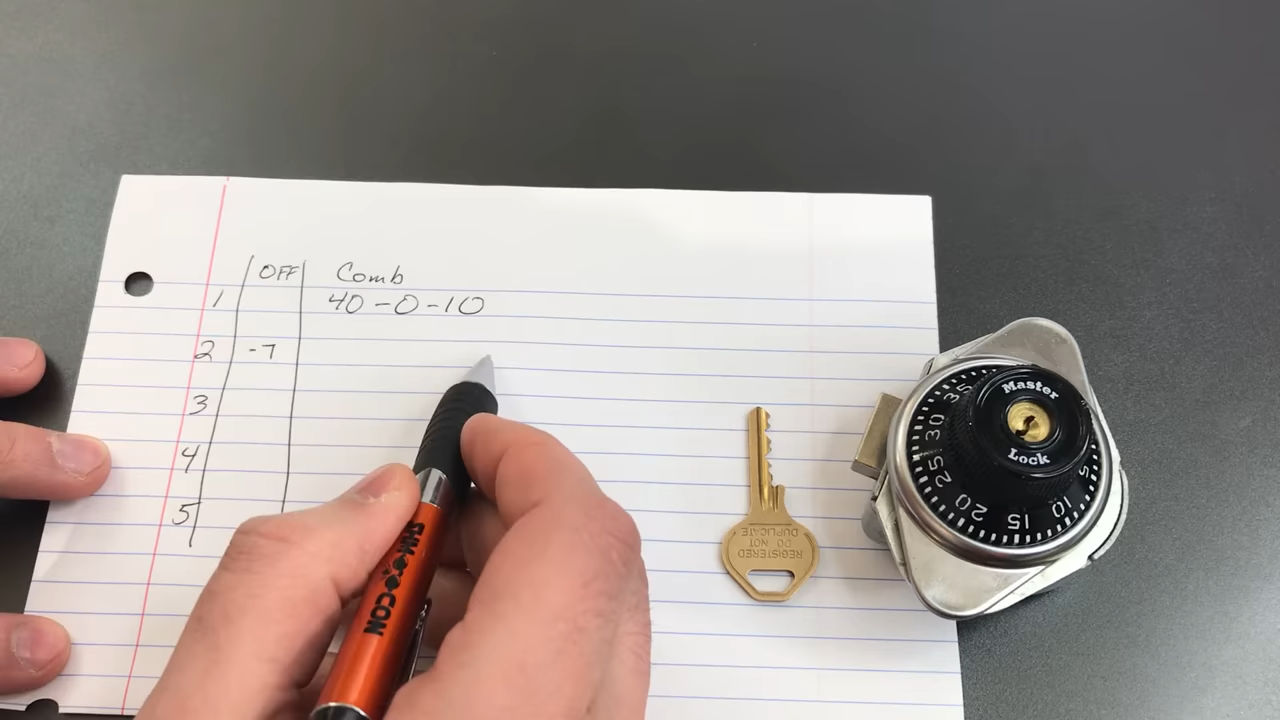 OFF Comb
1 40-0-10
2 -7
3
4
5
SHM CON
REGISTERED
DO NOT
DUPLICATE
Master
Lock
35
30
25
20
15
10
5